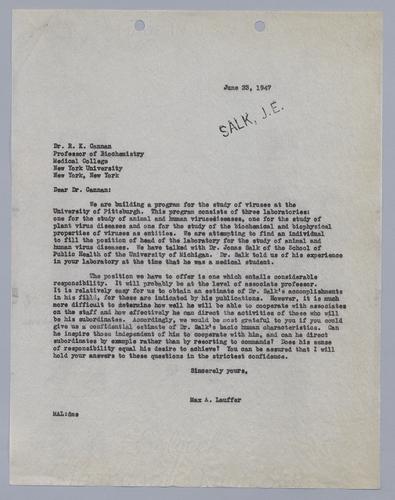 June 23, 1947
SALK, J.E.
Dr. R. K. Cannan
Professor of Biochemistry
Medical College
New York University
New York, New York
Dear Dr. Cannan:
We are building a program for the study of viruses at the
University of Pittsburgh. This program consists of three laboratories:
one for the study of animal and human virus diseases, one for the study of
plant virus diseases and one for the study of the biochemical and biophysical
properties of viruses as entities. We are attempting to find an individual
to fill the position of head of the laboratory for the study of animal and
human virus diseases. We have talked with Dr. Jonas Salk of the School of
Public Health of the University of Michigan. Dr. Salk told us of his experience
in your laboratory at the time that he was a medical student.
The position we have to offer is one which entails considerable
responsibility. It will probably be at the level of associate professor.
It is relatively easy for us to obtain an estimate of Dr. Salk's accomplishments
in his field, for these are indicated by his publications. However, it is much
more difficult to determine how well he will be able to cooperate with associates
on the staff and how effectively he can direct the activities of those who will
be his subordinates. Accordingly, we would be most grateful to you if you could
give us a confidential estimate of Dr. Salk's basic human characteristics. Can
he inspire those independent of him to cooperate with him, and can he direct
subordinates by example rather than by resorting to commands? Does his sense
of responsibility equal his desire to achieve? You can be assured that I will
hold your answers to these questions in the strictest confidence.
Sincerely yours,
Max A. Lauffer
MAL:dns